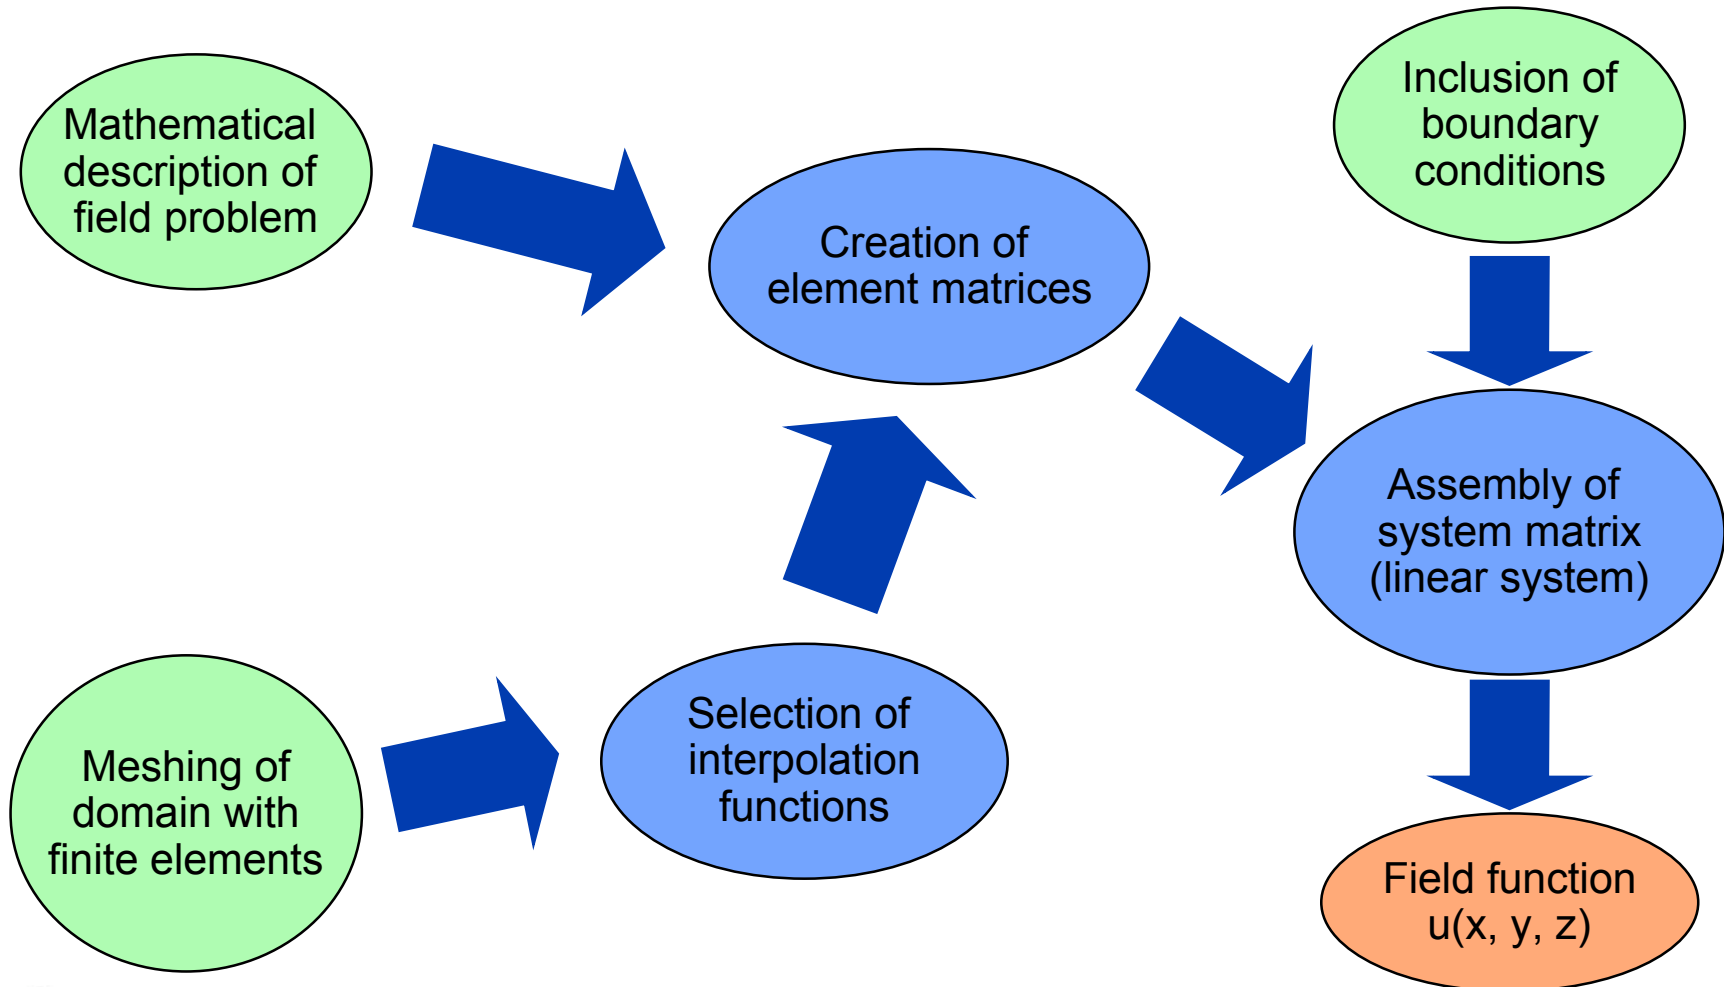 Mathematical
description of
field problem
Creation of
element matrices
Inclusion of
boundary
conditions
Assembly of
system matrix
(linear system)
Meshing of
domain with
finite elements
Selection of
interpolation
functions
Field function
u(x, y, z)